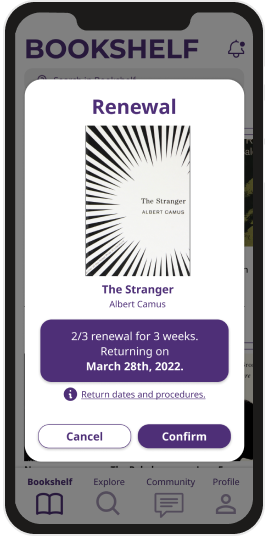 BOOKSHELF
Search in Bookshelf
Renewal
The Stranger
ALBERT CAMUS
The Stranger
Albert Camus
2/3 renewal for 3 weeks.
Returning on
March 28th, 2022.
Return dates and procedures.
Cancel
Confirm
Bookshelf
Explore
Community
Profile